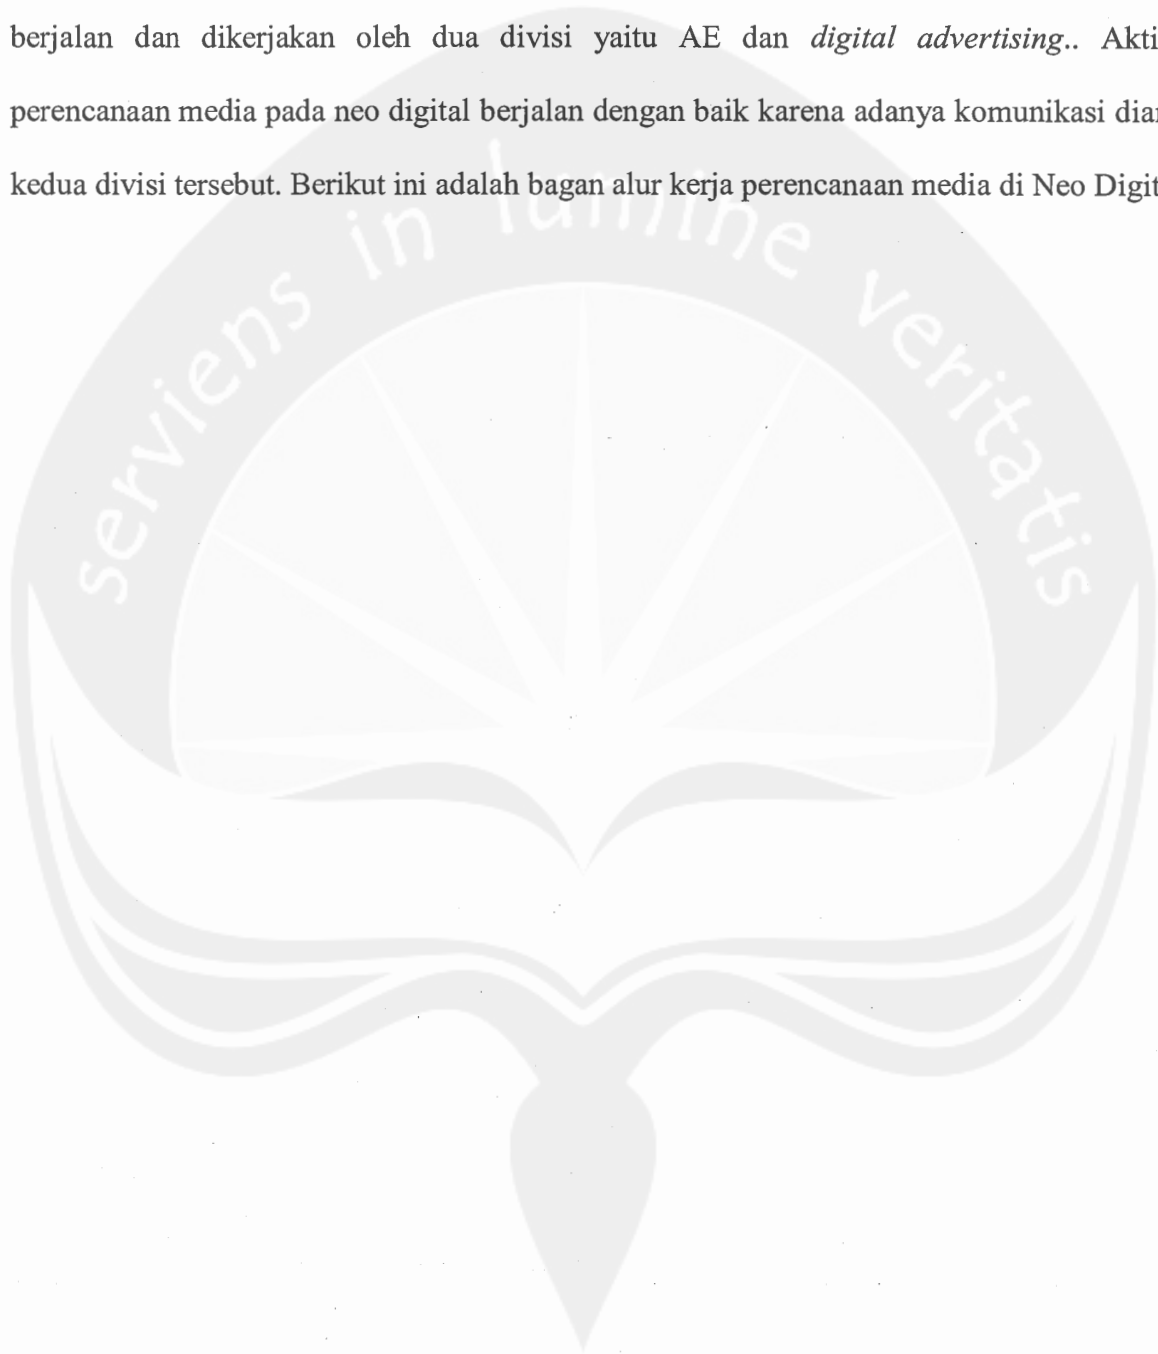 berjalan dan dikerjakan oleh dua divisi yaitu AE dan digital advertising.. Akti
perencanaan media pada neo digital berjalan dengan baik karena adanya komunikasi diar
kedua divisi tersebut. Berikut ini adalah bagan alur kerja perencanaan media di Neo Digit
serviens in lumine veritatis